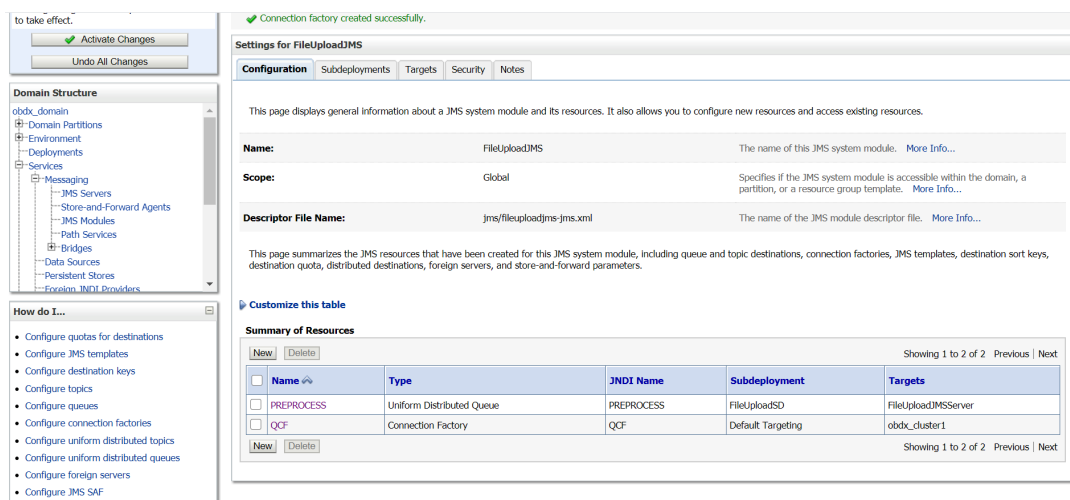 to take effect.
Activate Changes
Undo All Changes
Domain Structure
obdx_domain
Domain Partitions
Environment
Deployments
Services
Messaging
JMS Servers
Store-and-Forward Agents
JMS Modules
Path Services
Bridges
Data Sources
Persistent Stores
Foreign JNDI Providers
How do I...
Configure quotas for destinations
Configure JMS templates
Configure destination keys
Configure topics
Configure queues
Configure connection factories
Configure uniform distributed topics
Configure uniform distributed queues
Configure foreign servers
Configure JMS SAF
Connection factory created successfully.
Settings for FileUploadJMS
Configuration Subdeployments Targets Security Notes
This page displays general information about a JMS system module and its resources. It also allows you to configure new resources and access existing resources.
Name: FileUploadJMS The name of this JMS system module. More Info...
Scope: Global Specifies if the JMS system module is accessible within the domain, a
partition, or a resource group template. More Info...
Descriptor File Name: jms/fileuploadjms-jms.xml The name of the JMS module descriptor file. More Info...
This page summarizes the JMS resources that have been created for this JMS system module, including queue and topic destinations, connection factories, JMS templates, destination sort keys,
destination quota, distributed destinations, foreign servers, and store-and-forward parameters.
Customize this table
Summary of Resources
New Delete Showing 1 to 2 of 2 Previous | Next
Name Type JNDI Name Subdeployment Targets
PREPROCESS Uniform Distributed Queue PREPROCESS FileUploadSD FileUploadJMSServer
QCF Connection Factory QCF Default Targeting obdx_cluster1
New Delete Showing 1 to 2 of 2 Previous | Next